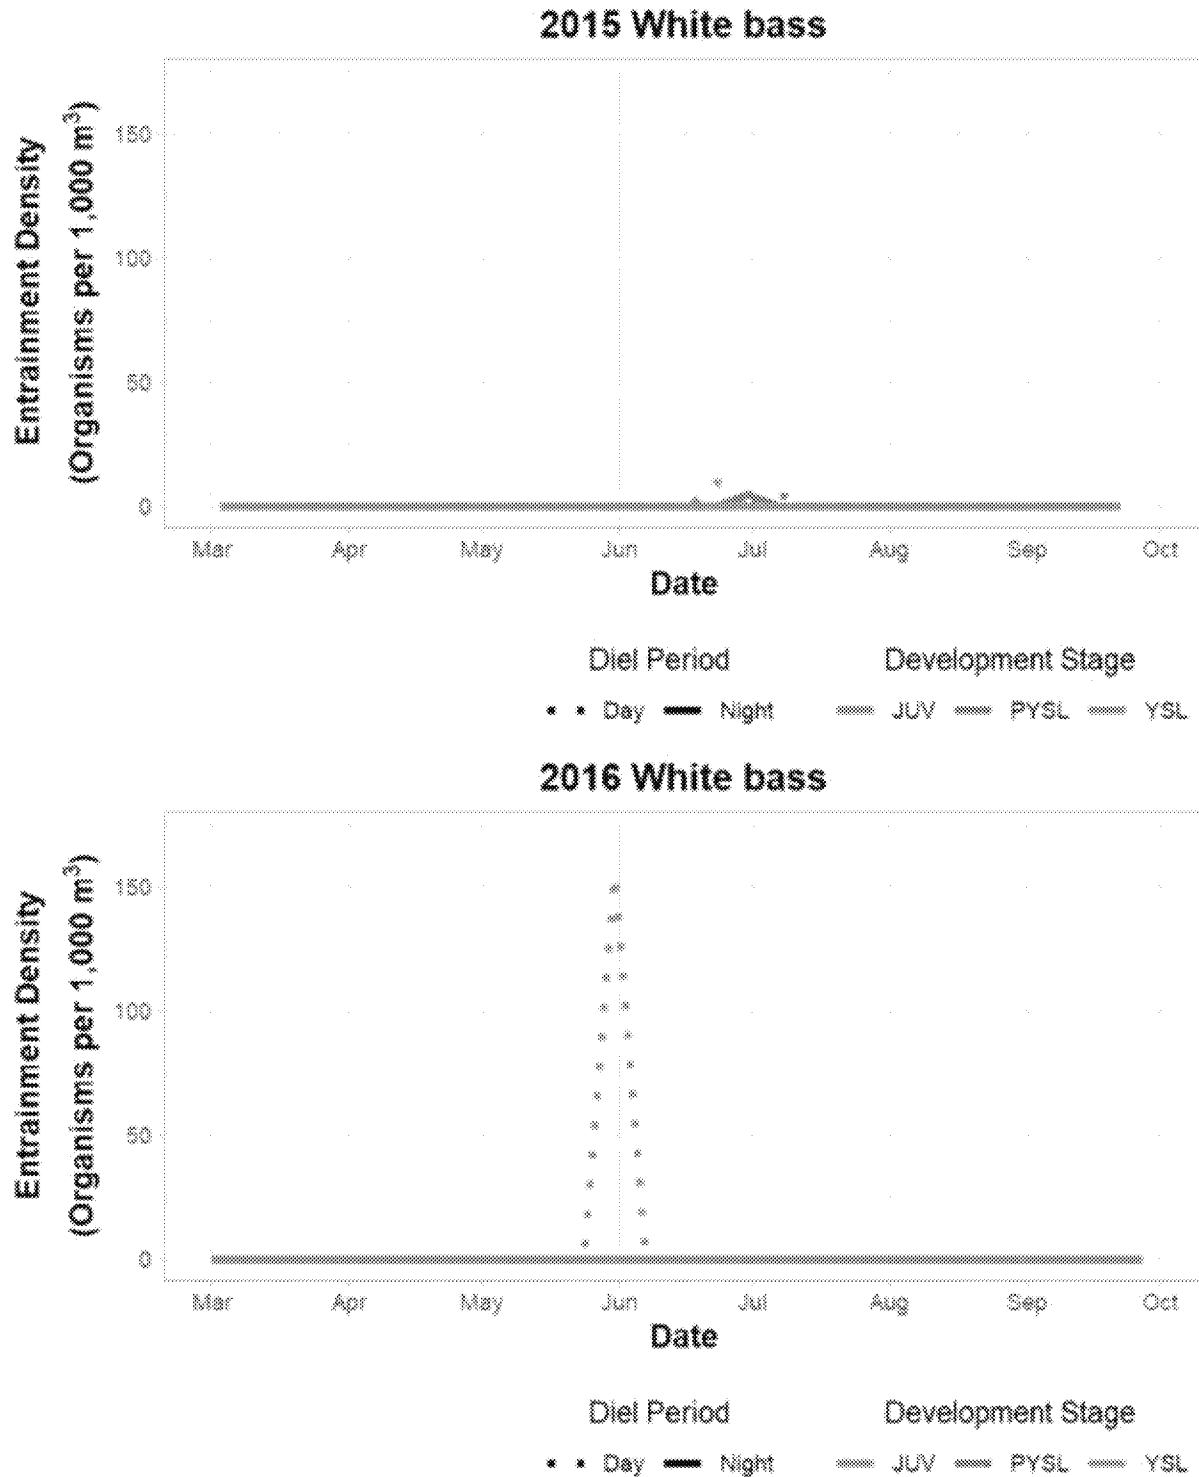 2015 White bass
Entrainment Density
(Organisms per 1,000 m³)
150
100
50
0
Mar Apr May Jun Jul Aug Sep Oct
Date
Diel Period Development Stage
Day Night JUV PYSL YSL
2016 White bass
Entrainment Density
(Organisms per 1,000 m³)
150
100
50
0
Mar Apr May Jun Jul Aug Sep Oct
Date
Diel Period Development Stage
Day Night JUV PYSL YSL